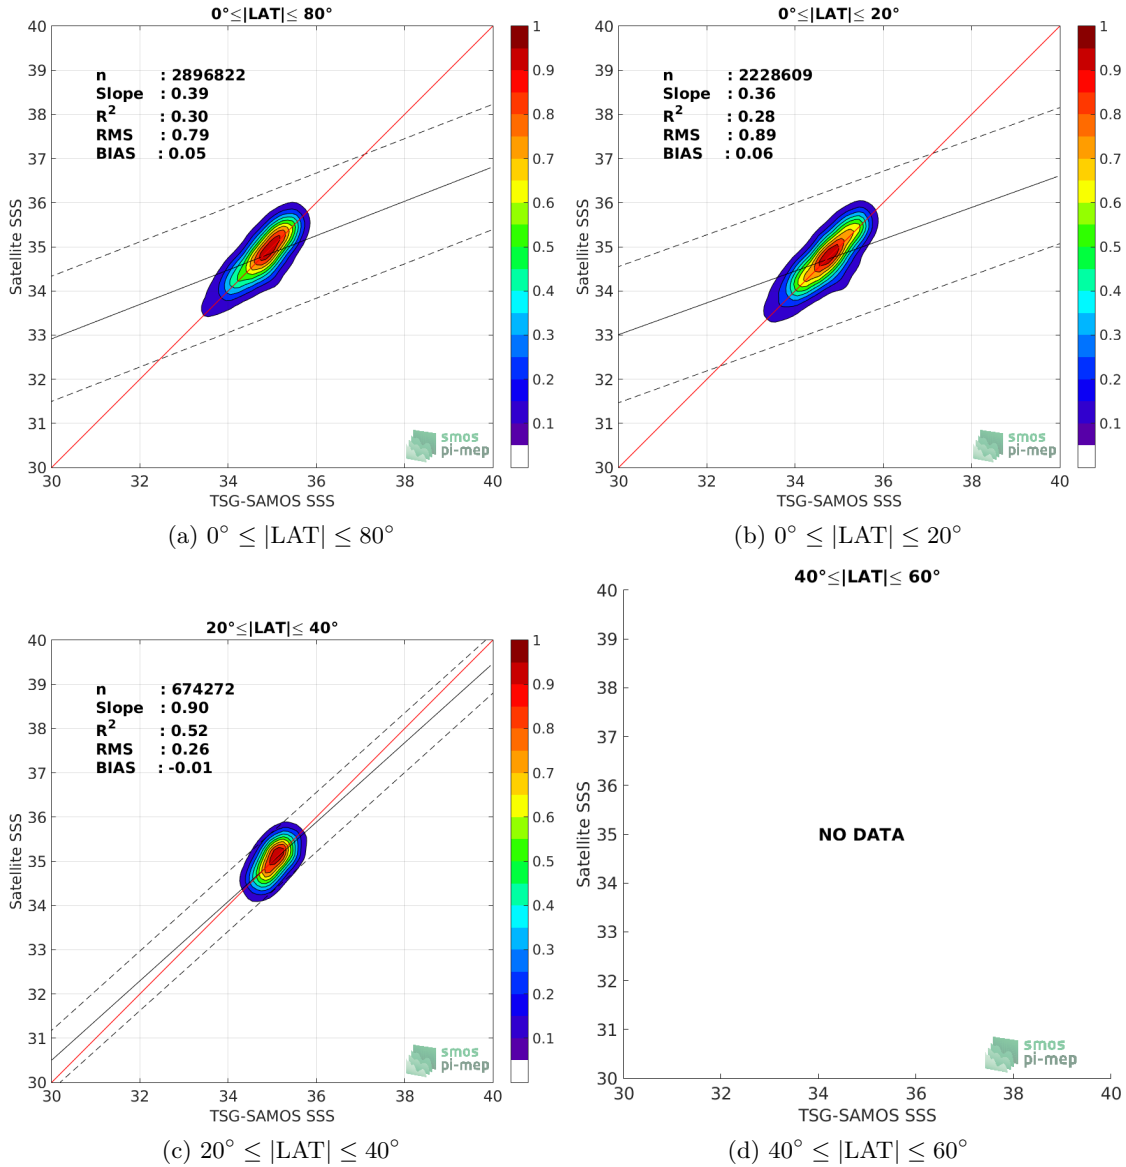 0°≤|LAT|≤ 80°
40
39
38
37
36
35
34
33
32
31
30
Satellite SSS
n : 2896822
Slope : 0.39
R² : 0.30
RMS : 0.79
BIAS : 0.05
smos
pi-mep
30 32 34 36 38 40
TSG-SAMOS SSS
1
0.9
0.8
0.7
0.6
0.5
0.4
0.3
0.2
0.1
(a) 0° ≤ |LAT| ≤ 80°
0°≤|LAT|≤ 20°
40
39
38
37
36
35
34
33
32
31
30
Satellite SSS
n : 2228609
Slope : 0.36
R² : 0.28
RMS : 0.89
BIAS : 0.06
smos
pi-mep
30 32 34 36 38 40
TSG-SAMOS SSS
1
0.9
0.8
0.7
0.6
0.5
0.4
0.3
0.2
0.1
(b) 0° ≤ |LAT| ≤ 20°
20°≤|LAT|≤ 40°
40
39
38
37
36
35
34
33
32
31
30
Satellite SSS
n : 674272
Slope : 0.90
R² : 0.52
RMS : 0.26
BIAS : -0.01
smos
pi-mep
30 32 34 36 38 40
TSG-SAMOS SSS
1
0.9
0.8
0.7
0.6
0.5
0.4
0.3
0.2
0.1
(c) 20° ≤ |LAT| ≤ 40°
40°≤|LAT|≤ 60°
40
39
38
37
36
35
34
33
32
31
30
Satellite SSS
NO DATA
smos
pi-mep
30 32 34 36 38 40
TSG-SAMOS SSS
(d) 40° ≤ |LAT| ≤ 60°